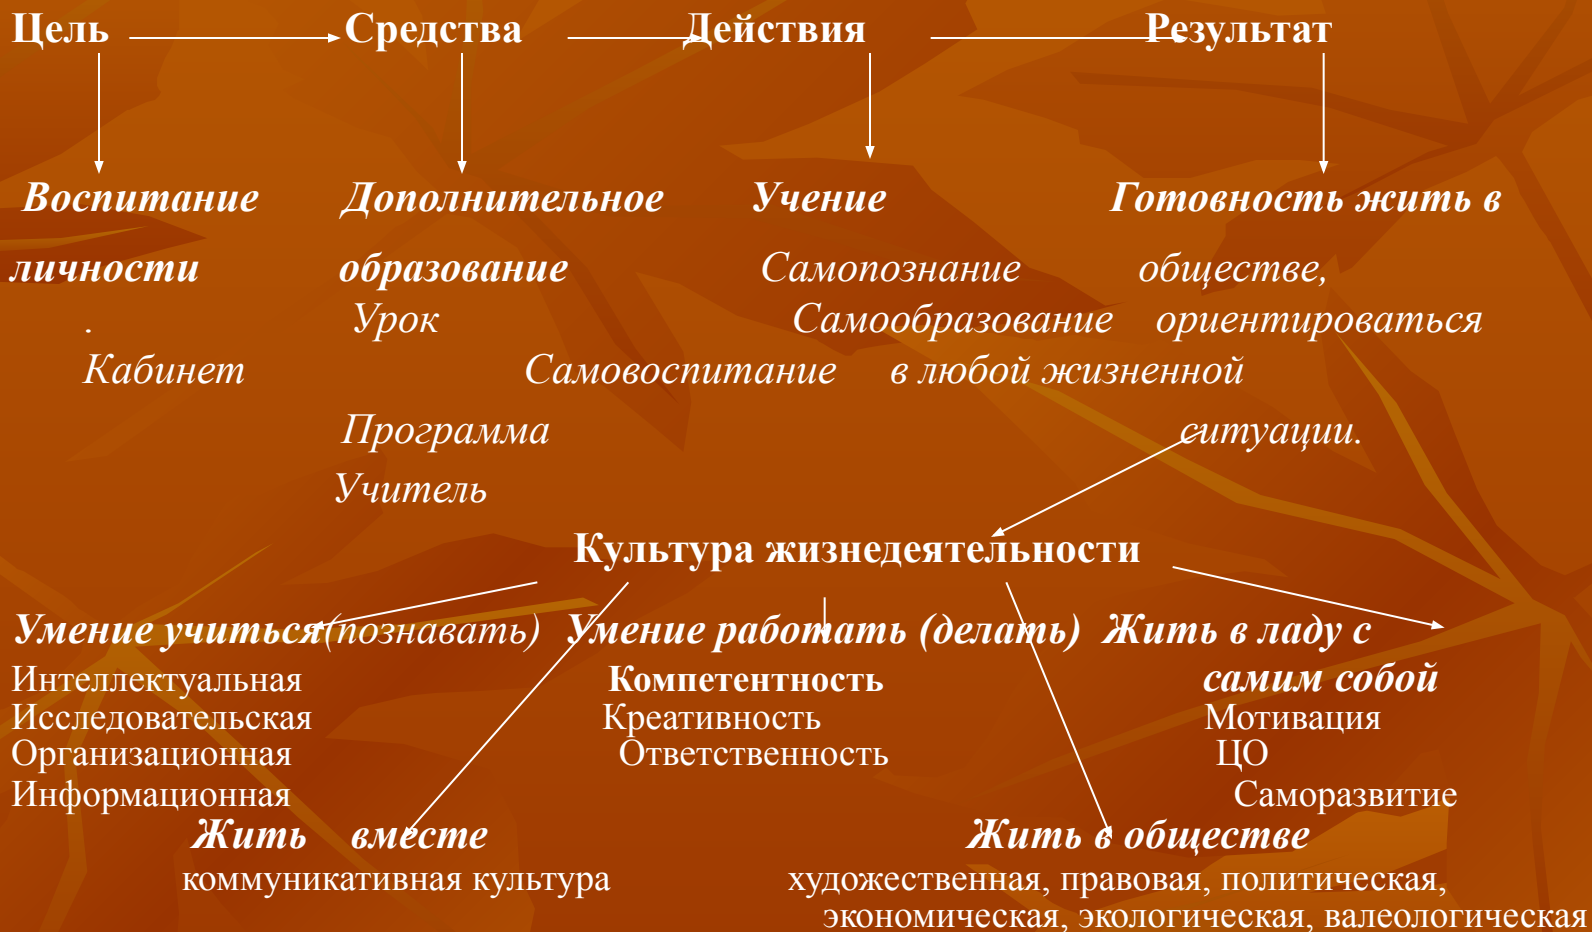 Цель Средства Действия Результат
Воспитание Дополнительное Учение Готовность жить в
личности образование Самопознание обществе,
. Урок Самообразование ориентироваться
Кабинет Самовоспитание в любой жизненной
Программа ситуации.
Учитель
Культура жизнедеятельности
Умение учиться(познавать) Умение работать (делать) Жить в ладу с
Интеллектуальная Компетентность самим собой
Исследовательская Креативность Мотивация
Организационная Ответственность ЦО
Информационная Саморазвитие
Жить вместе Жить в обществе
коммуникативная культура художественная, правовая, политическая,
экономическая, экологическая, валеологическая